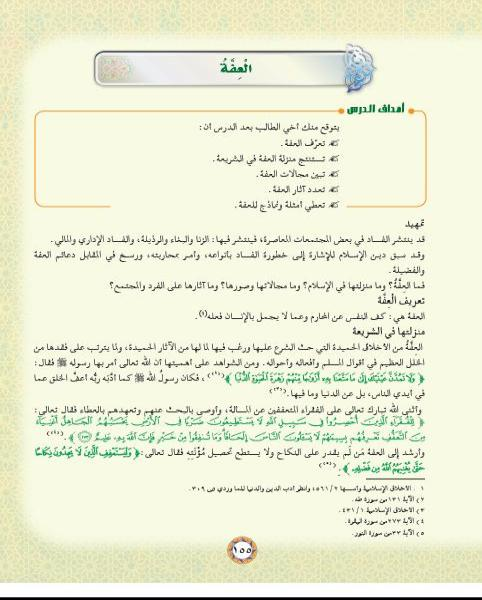 الْعِفَّةُ
أهداف الدرس
يتوقع منك أخي الطالب بعد الدرس أن:
تعرّف العفة.
تستنتج منزلة العفة في الشريعة.
تبين مجالات العفة.
تعدد آثار العفة.
تعطي أمثلة ونماذج للعفة.
تمهيد
قد ينتشر الفساد في بعض المجتمعات المعاصرة، فينتشر فيها: الزنا والبغاء والرذيلة، والفساد الإداري والمالي.
وقد سبق دين الإسلام للإشارة إلى خطورة الفساد بأنواعه، وأمر بمحاربته، ورسخ في المقابل دعائم العفة
والفضيلة.
فما العِفَّةُ؟ وما منزلتها في الإسلام؟ وما مجالاتها وصورها؟ وما آثارها على الفرد والمجتمع؟
تعريف العِفَّة
العفة هي: كف النفس عن المحارم وعما لا يجمل بالإنسان فعله(١).
منزلتها في الشريعة
العفَّةُ من الأخلاق الحميدة التي حث الشرع عليها ورغب فيها لما لها من الآثار الحميدة، ولما يترتب على فقدها من
الخلل العظيم في أقوال المسلم وأفعاله وأحواله. ومن الشواهد على أهميتها أن الله تعالى أمر بها رسوله ﷺ فقال:
﴿وَلَا تَمُدَّنَّ عَيْنَيْكَ إِلَىٰ مَا مَتَّعْنَا بِهِ أَزْوَاجًا مِّنْهُمْ زَهْرَةَ الْحَيَاةِ الدُّنْيَا﴾(٢)، فكان رسولُ الله ﷺ كما أدّبَه ربُّه أعفَّ الخلق عما
في أيدي الناس، بل عن الدنيا وما فيها.(٣)
وأثنى الله تبارك تعالى على الفقراء المتعففين عن المسألة، وأوصى بالبحث عنهم وتعهدهم بالعطاء فقال تعالى:
﴿لِلْفُقَرَاءِ الَّذِينَ أُحْصِرُوا فِي سَبِيلِ اللَّهِ لَا يَسْتَطِيعُونَ ضَرْبًا فِي الْأَرْضِ يَحْسَبُهُمُ الْجَاهِلُ أَغْنِيَاءَ
مِنَ التَّعَفُّفِ تَعْرِفُهُم بِسِيمَاهُمْ لَا يَسْأَلُونَ النَّاسَ إِلْحَافًا وَمَا تُنفِقُوا مِنْ خَيْرٍ فَإِنَّ اللَّهَ بِهِ عَلِيمٌ (٢٧٣)﴾.(٤)
وأرشد إلى العفة مَن لم يقدر على النكاح ولا يستطع تحصيل مُؤْنَتِهِ فقال تعالى: ﴿وَلْيَسْتَعْفِفِ الَّذِينَ لَا يَجِدُونَ نِكَاحًا
حَتَّىٰ يُغْنِيَهُمُ اللَّهُ مِن فَضْلِهِ﴾.(٥)
١. الأخلاق الإسلامية وأسسها ٥٦١/٢، وانظر أدب الدين والدنيا للماوردي ص ٣٠٩.
٢) الآية ١٣١ من سورة طه.
٣) الأخلاق الإسلامية ٤٣١/١.
٤) الآية ٢٧٣ من سورة البقرة.
٥) الآية ٣٣ من سورة النور.
١٥٥